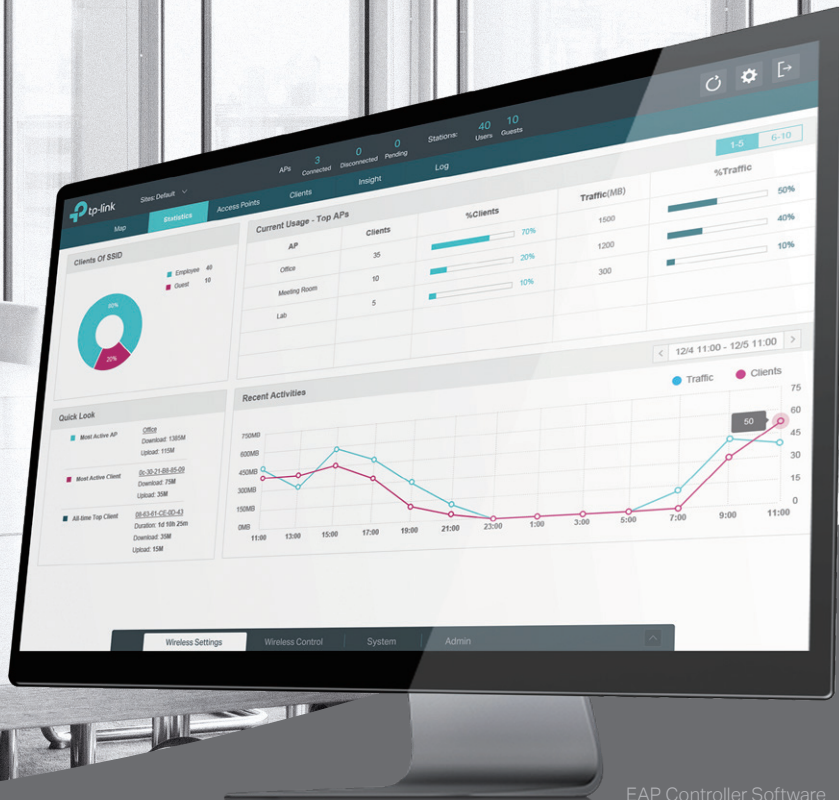 tp-link
Sites: Default
APs 3 Connected 0 Disconnected 0 Pending Stations: 40 Users 10 Guests
Map Statistics Access Points Clients Insight Log
1-5 6-10
Clients Of SSID
Employee 40
Guest 10
80%
20%
Current Usage - Top APs
AP Clients %Clients Traffic(MB) %Traffic
Office 35 70% 1500 50%
Meeting Room 10 20% 1200 40%
Lab 5 10% 300 10%
12/4 11:00 - 12/5 11:00
Quick Look
Most Active AP Office
Download: 1385M
Upload: 115M
Most Active Client 0c-30-21-B8-85-09
Download: 75M
Upload: 35M
All-time Top Client
Duration: 1d 10h 25m
Download: 35M
Upload: 15M
Recent Activities
Traffic Clients
750MB
600MB
450MB
300MB
150MB
0MB
75
60
45
30
15
0
50
11:00 13:00 15:00 17:00 19:00 21:00 23:00 1:00 3:00 5:00 7:00 9:00 11:00
Wireless Settings Wireless Control System Admin
EAP Controller Software